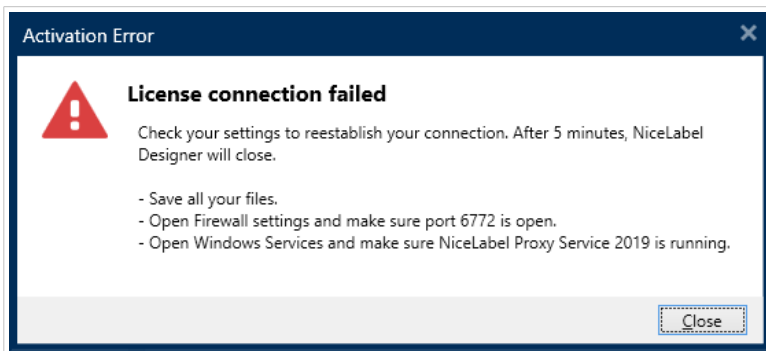 Activation Error
License connection failed
Check your settings to reestablish your connection. After 5 minutes, NiceLabel
Designer will close.
- Save all your files.
- Open Firewall settings and make sure port 6772 is open.
- Open Windows Services and make sure NiceLabel Proxy Service 2019 is running.
Close